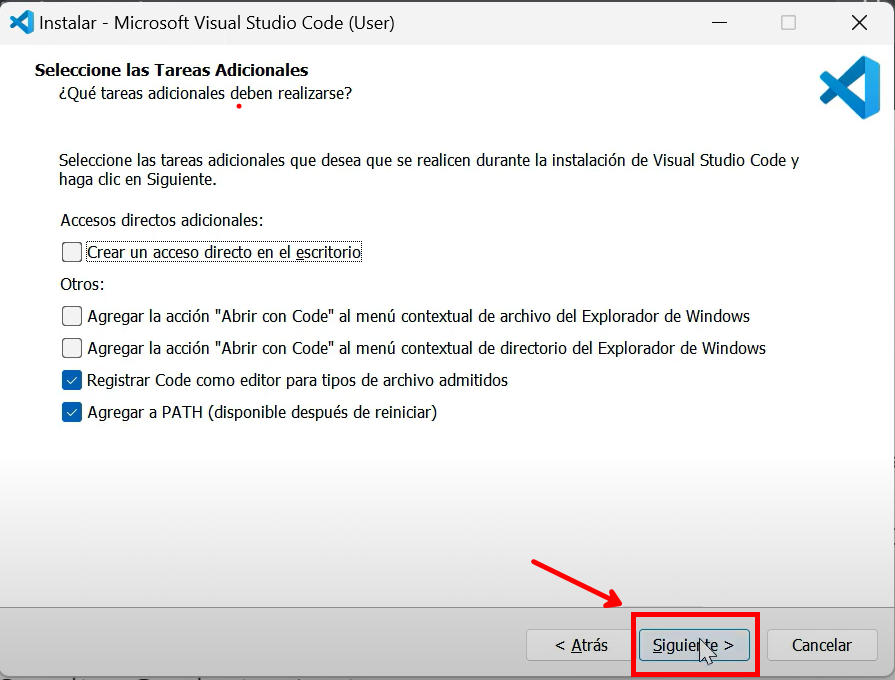 Instalar - Microsoft Visual Studio Code (User)
Seleccione las Tareas Adicionales
¿Qué tareas adicionales deben realizarse?
Seleccione las tareas adicionales que desea que se realicen durante la instalación de Visual Studio Code y
haga clic en Siguiente.
Accesos directos adicionales:
Crear un acceso directo en el escritorio
Otros:
Agregar la acción "Abrir con Code" al menú contextual de archivo del Explorador de Windows
Agregar la acción "Abrir con Code" al menú contextual de directorio del Explorador de Windows
Registrar Code como editor para tipos de archivo admitidos
Agregar a PATH (disponible después de reiniciar)
< Atrás
Siguiente >
Cancelar